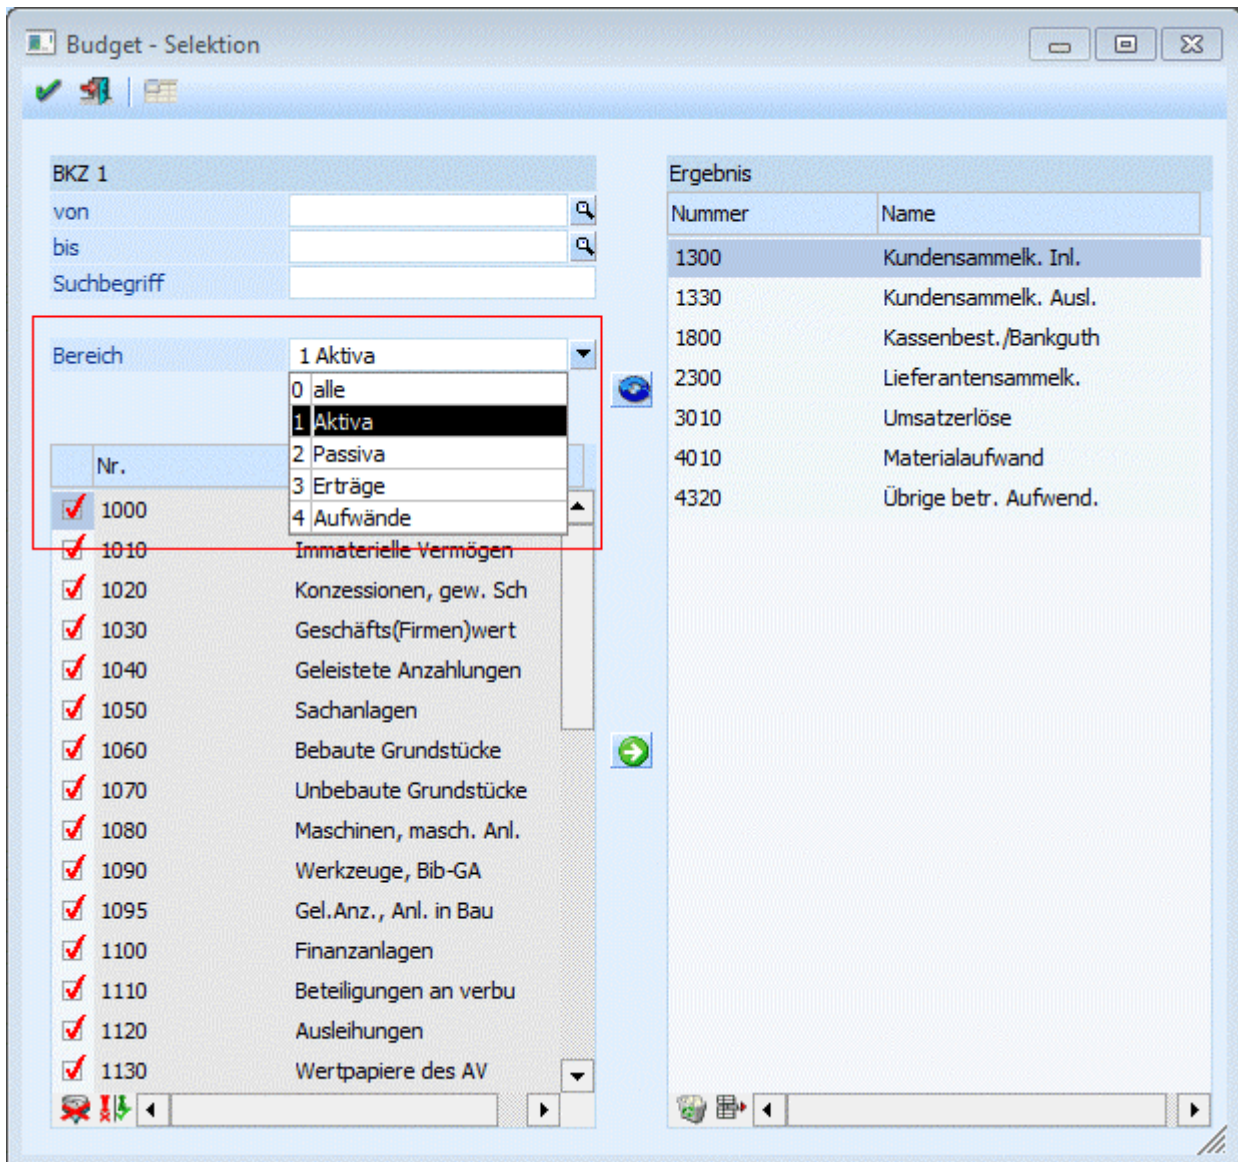 Budget - Selektion
BKZ 1
von
bis
Suchbegriff
Bereich 1 Aktiva
0 alle
1 Aktiva
2 Passiva
3 Erträge
4 Aufwände
Nr.
1000
1010 Immaterielle Vermögen
1020 Konzessionen, gew. Sch
1030 Geschäfts(Firmen)wert
1040 Geleistete Anzahlungen
1050 Sachanlagen
1060 Bebaute Grundstücke
1070 Unbebaute Grundstücke
1080 Maschinen, masch. Anl.
1090 Werkzeuge, Bib-GA
1095 Gel.Anz., Anl. in Bau
1100 Finanzanlagen
1110 Beteiligungen an verbu
1120 Ausleihungen
1130 Wertpapiere des AV
Ergebnis
Nummer Name
1300 Kundensammelk. Inl.
1330 Kundensammelk. Ausl.
1800 Kassenbest./Bankguth
2300 Lieferantensammelk.
3010 Umsatzerlöse
4010 Materialaufwand
4320 Übrige betr. Aufwend.